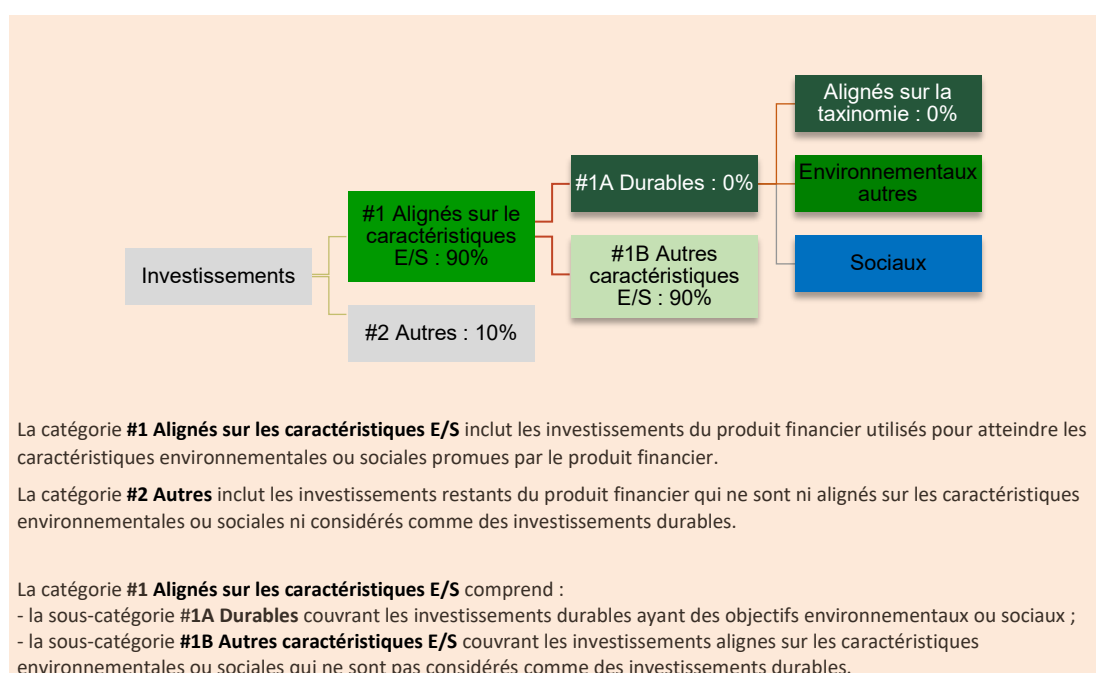 Alignés sur la
taxinomie : 0%
#1A Durables : 0%
Environnementaux
autres
#1 Alignés sur le
caractéristiques
E/S : 90%
#1B Autres
caractéristiques
E/S : 90%
Sociaux
Investissements
#2 Autres : 10%
La catégorie #1 Alignés sur les caractéristiques E/S inclut les investissements du produit financier utilisés pour atteindre les
caractéristiques environnementales ou sociales promues par le produit financier.
La catégorie #2 Autres inclut les investissements restants du produit financier qui ne sont ni alignés sur les caractéristiques
environnementales ou sociales ni considérés comme des investissements durables.
La catégorie #1 Alignés sur les caractéristiques E/S comprend :
- la sous-catégorie #1A Durables couvrant les investissements durables ayant des objectifs environnementaux ou sociaux ;
- la sous-catégorie #1B Autres caractéristiques E/S couvrant les investissements alignes sur les caractéristiques
environnementales ou sociales qui ne sont pas considérés comme des investissements durables.